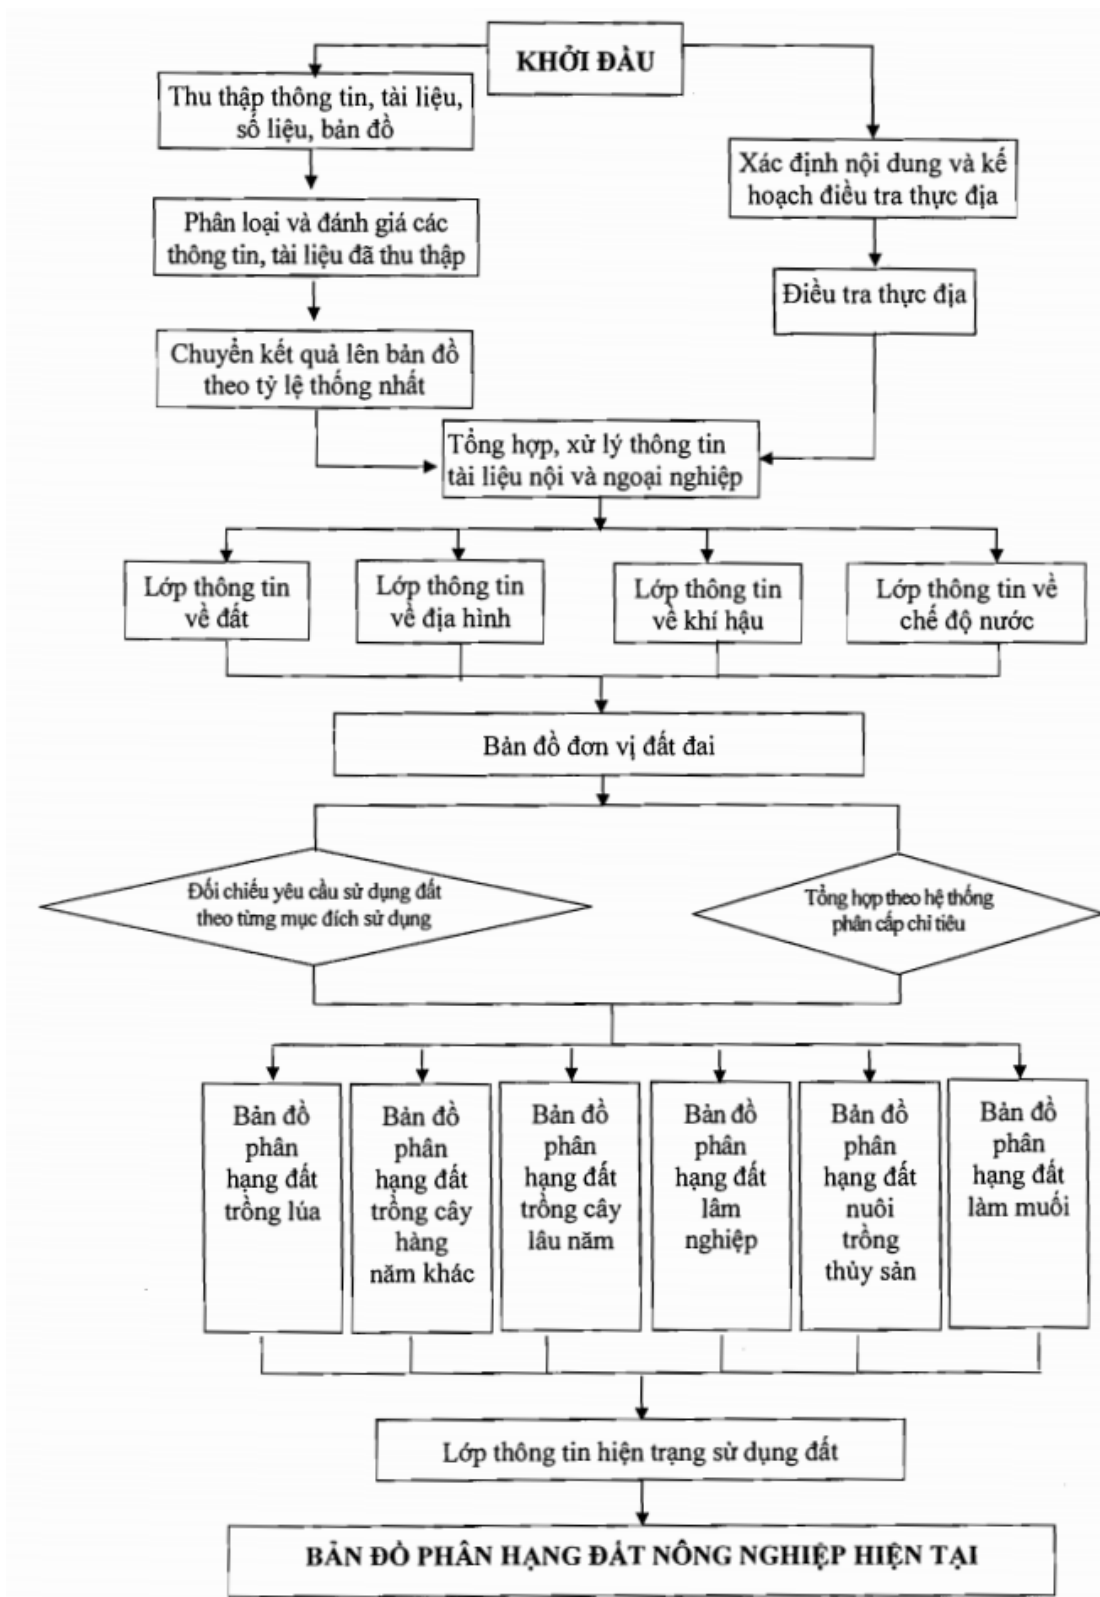 KHỞI ĐẦU
Thu thập thông tin, tài liệu,
số liệu, bản đồ
Xác định nội dung và kế
hoạch điều tra thực địa
Phân loại và đánh giá các
thông tin, tài liệu đã thu thập
Điều tra thực địa
Chuyển kết quả lên bản đồ
theo tỷ lệ thống nhất
Tổng hợp, xử lý thông tin
tài liệu nội và ngoại nghiệp
Lớp thông tin
về đất
Lớp thông tin
về địa hình
Lớp thông tin
về khí hậu
Lớp thông tin về
chế độ nước
Bản đồ đơn vị đất đai
Đối chiếu yêu cầu sử dụng đất
theo từng mục đích sử dụng
Tổng hợp theo hệ thống
phân cấp chỉ tiêu
Bản đồ
phân
hạng đất
trồng lúa
Bản đồ
phân
hạng đất
trồng cây
hàng
năm khác
Bản đồ
phân
hạng đất
trồng cây
lâu năm
Bản đồ
phân
hạng đất
lâm
nghiệp
Bản đồ
phân
hạng đất
nuôi
trồng
thủy sản
Bản đồ
phân
hạng đất
làm muối
Lớp thông tin hiện trạng sử dụng đất
BẢN ĐỒ PHÂN HẠNG ĐẤT NÔNG NGHIỆP HIỆN TẠI